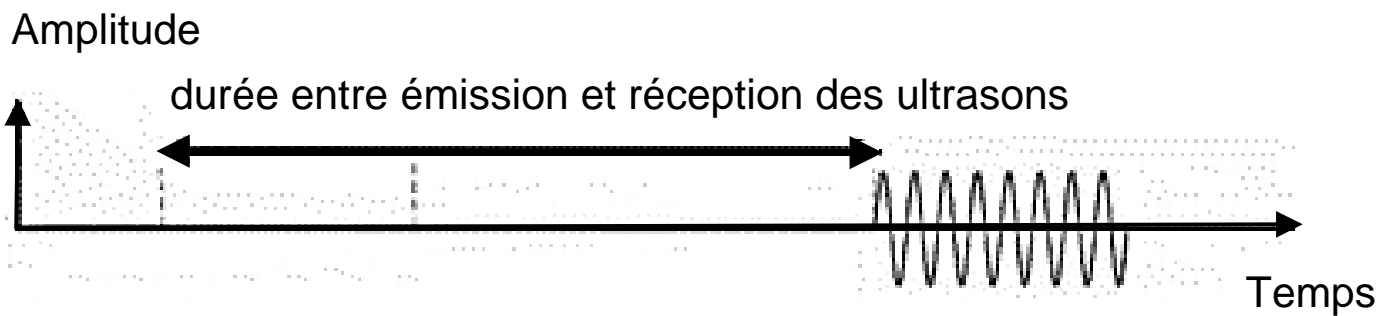 Amplitude
durée entre émission et réception des ultrasons
Temps